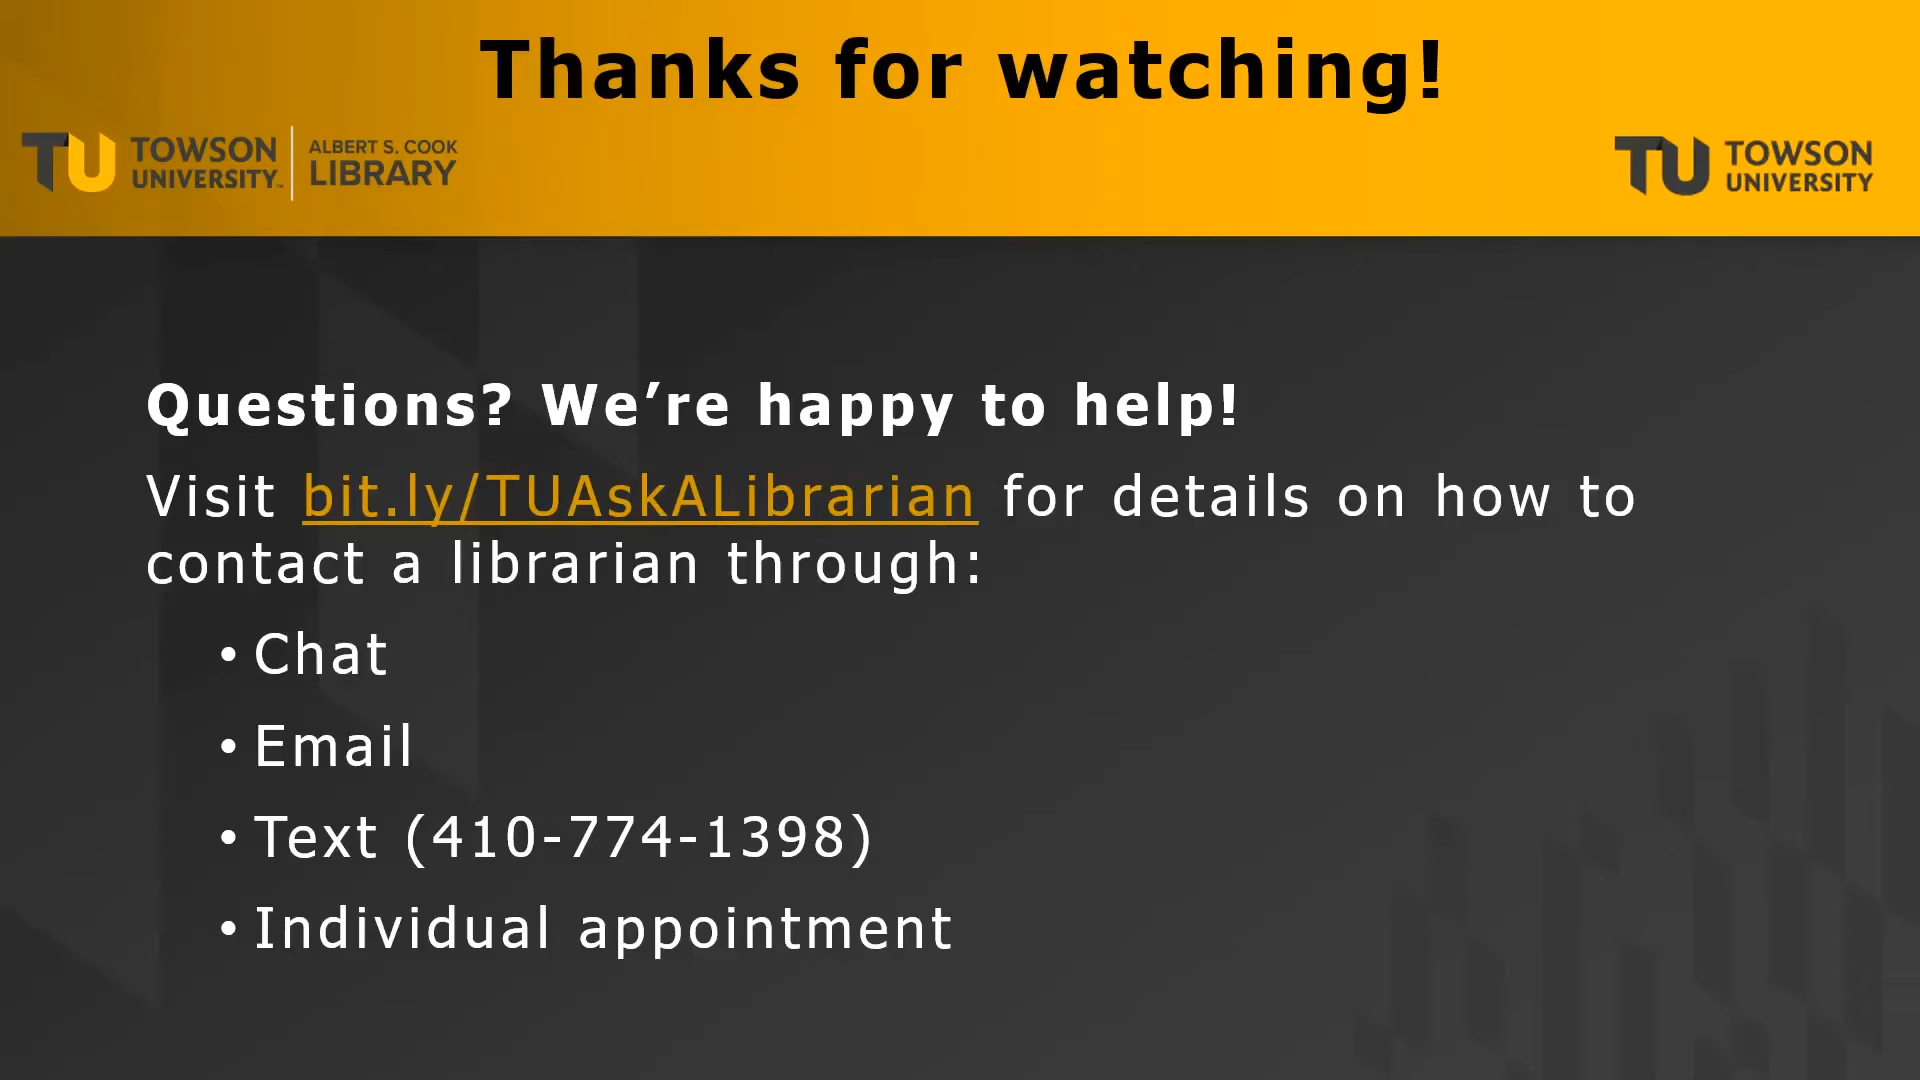 Thanks for watching!
TU TOWSON UNIVERSITY™ | ALBERT S. COOK LIBRARY
TU TOWSON UNIVERSITY
Questions? We’re happy to help!
Visit bit.ly/TUAskALibrarian for details on how to
contact a librarian through:
• Chat
• Email
• Text (410-774-1398)
• Individual appointment